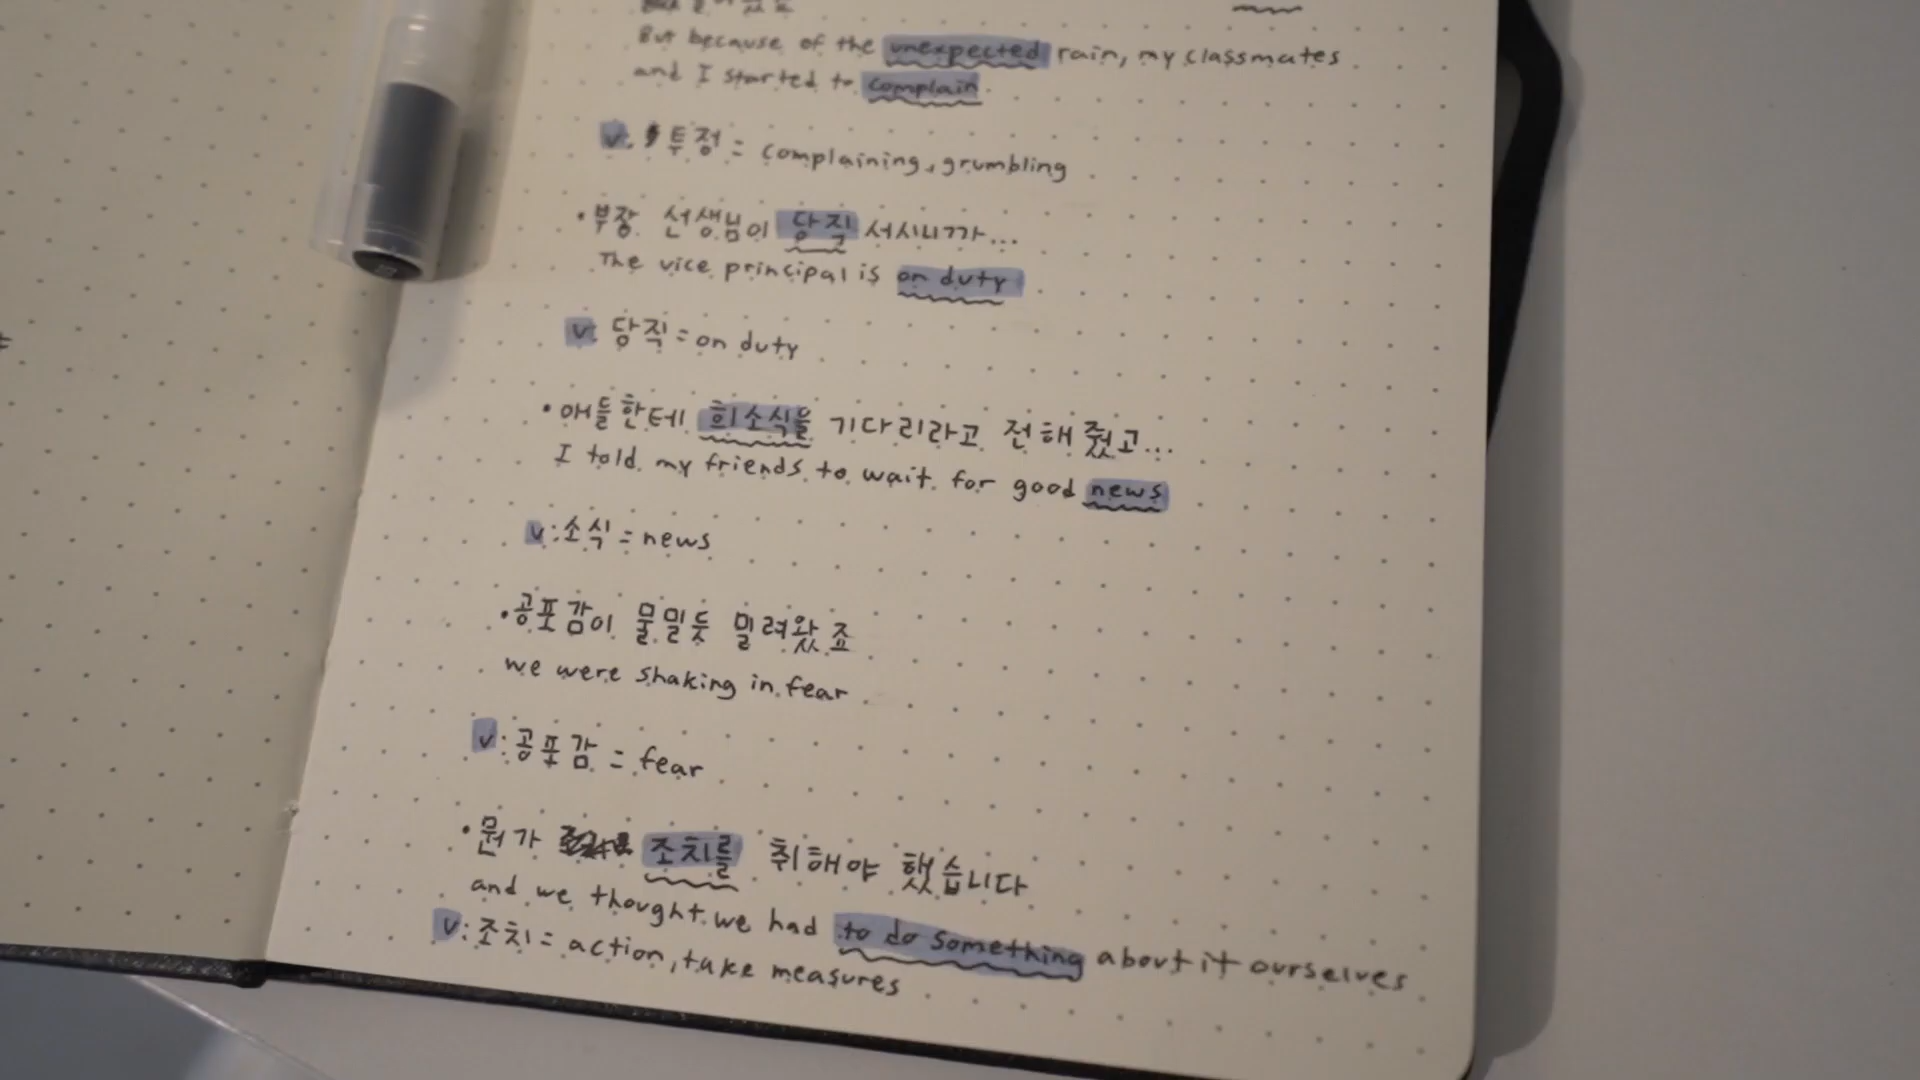 But because of the unexpected rain, my classmates
and I started to complain.
v. 투정 = complaining, grumbling
• 부장 선생님이 당직 서시니까...
The vice principal is on duty
v: 당직 = on duty
• 애들한테 희소식을 기다리라고 전해 줬고...
I told my friends to wait for good news
v: 소식 = news
• 공포감이 물밀듯 밀려왔죠
we were shaking in fear
v: 공포감 = fear
• 뭔가 조치를 취해야 했습니다
and we thought we had to do something about it ourselves
v: 조치 = action, take measures